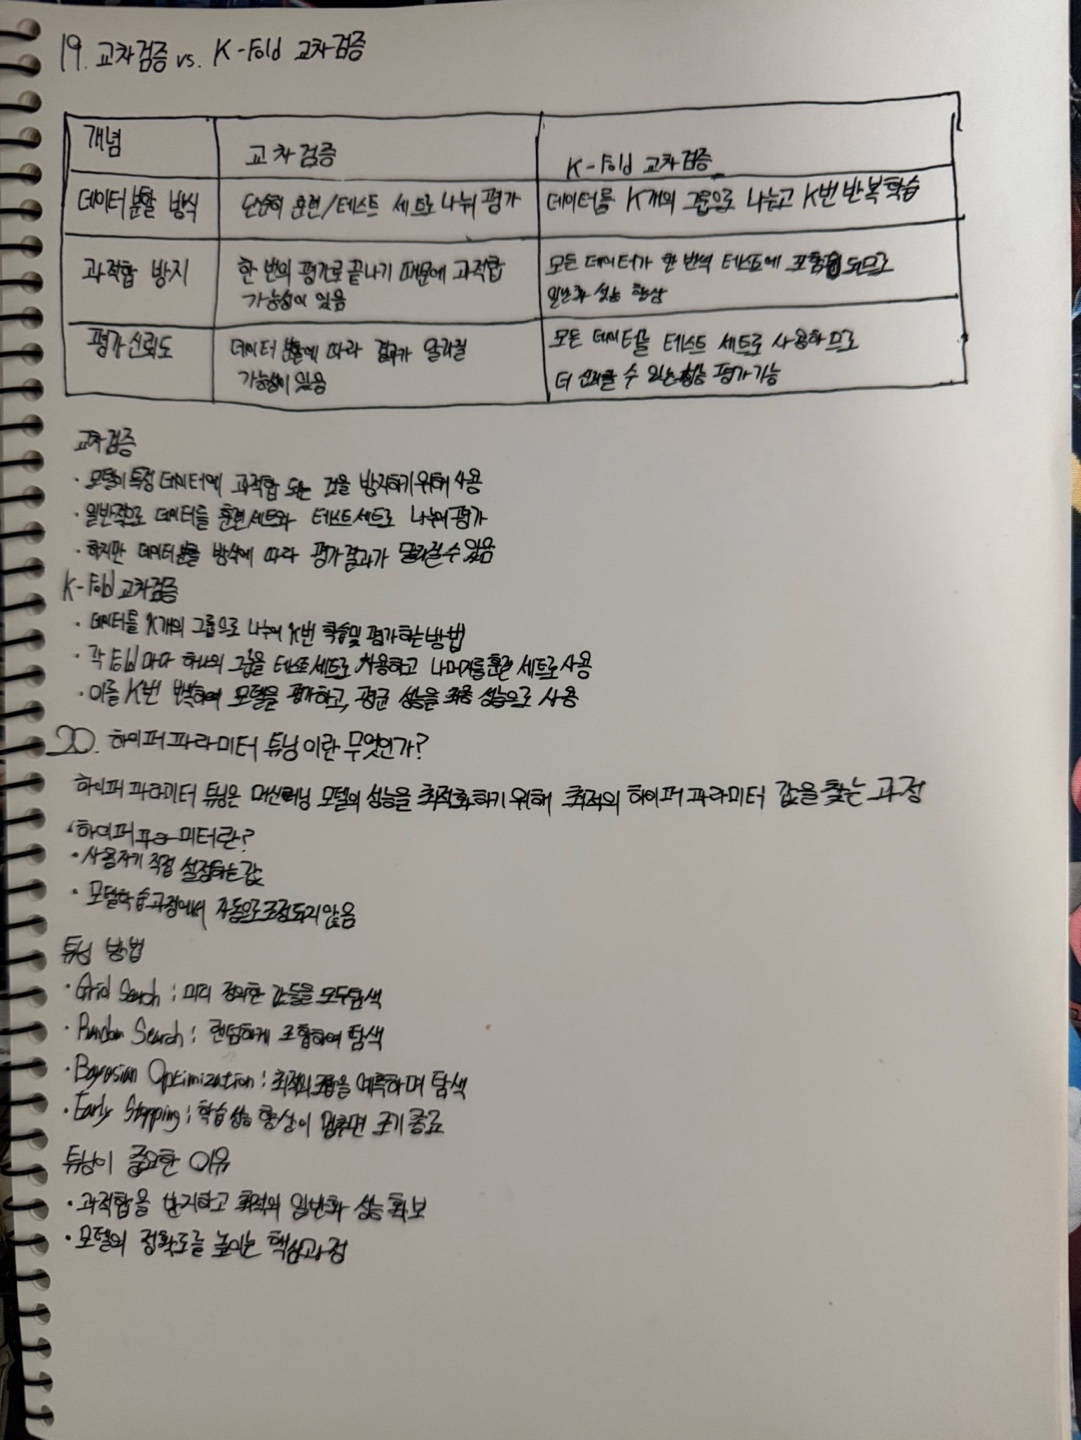 19. 교차검증 vs. K-Fold 교차검증
개념 교차검증 K-Fold 교차검증
데이터 분할 방식 단순히 훈련/테스트 세트로 나눠 평가 데이터를 K개의 그룹으로 나누고 K번 반복 학습
과적합 방지 한 번의 평가로 끝나기 때문에 과적합 모든 데이터가 한 번씩 테스트에 포함되므로
가능성이 있음 일반화 성능 향상
평가 신뢰도 데이터 분할에 따라 결과가 달라질 모든 데이터를 테스트 세트로 사용하므로
가능성이 있음 더 신뢰할 수 있는 성능 평가 가능
교차검증
· 모델이 특정 데이터에 과적합 되는 것을 방지하기 위해 사용
· 일반적으로 데이터를 훈련세트와 테스트세트로 나누어 평가
· 하지만 데이터 분할 방식에 따라 평가 결과가 달라질 수 있음
K-Fold 교차검증
· 데이터를 K개의 그룹으로 나누어 K번 학습 및 평가하는 방법
· 각 Fold마다 하나의 그룹을 테스트세트로 사용하고 나머지를 훈련 세트로 사용
· 이를 K번 반복하여 모델을 평가하고, 평균 성능을 최종 성능으로 사용
20. 하이퍼파라미터 튜닝이란 무엇인가?
하이퍼파라미터 튜닝은 머신러닝 모델의 성능을 최적화하기 위해 최적의 하이퍼파라미터 값을 찾는 과정
하이퍼파라미터란?
· 사용자가 직접 설정하는 값
· 모델학습과정에서 자동으로 조정되지 않음
튜닝 방법
· Grid Search : 미리 정의한 값들을 모두 탐색
· Random Search : 랜덤하게 조합하여 탐색
· Bayesian Optimization : 최적의 조합을 예측하며 탐색
· Early Stopping : 학습 성능 향상이 멈추면 조기 종료
튜닝이 중요한 이유
· 과적합을 방지하고 최적의 일반화 성능 확보
· 모델의 정확도를 높이는 핵심과정